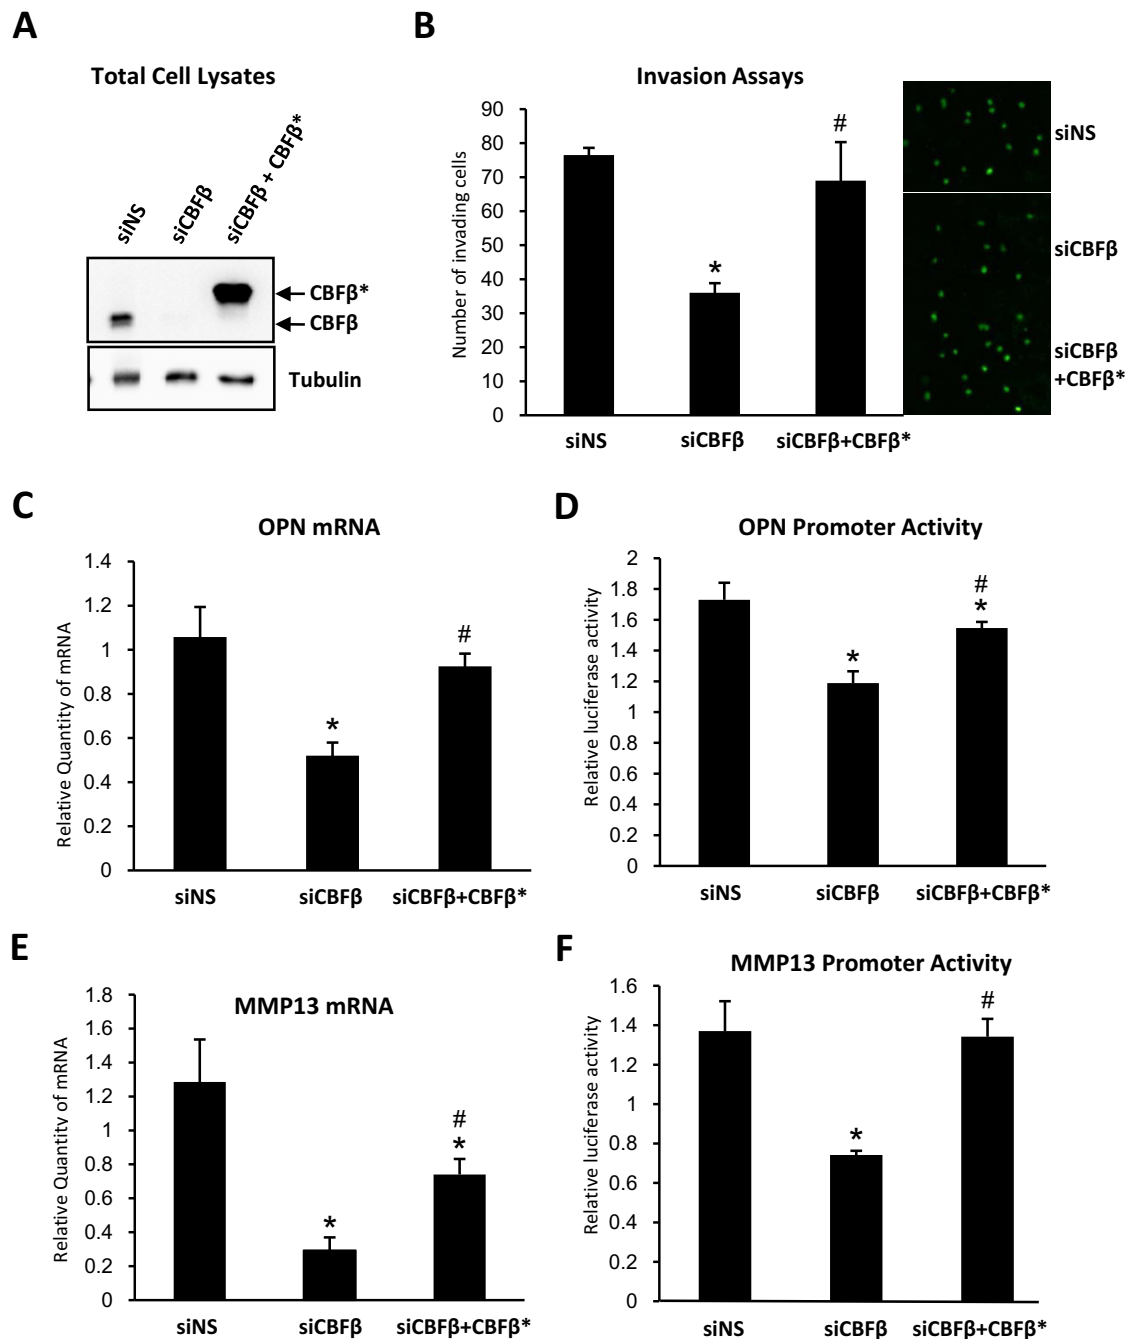 A
Total Cell Lysates
siNS
siCBFβ
siCBFβ + CBFβ*
CBFβ*
CBFβ
Tubulin
B
Invasion Assays
Number of invading cells
90
80
70
60
50
40
30
20
10
0
*
#
siNS
siCBFβ
siCBFβ+CBFβ*
siNS
siCBFβ
siCBFβ
+CBFβ*
C
OPN mRNA
Relative Quantity of mRNA
1.4
1.2
1
0.8
0.6
0.4
0.2
0
*
#
siNS
siCBFβ
siCBFβ+CBFβ*
D
OPN Promoter Activity
Relative luciferase activity
2
1.8
1.6
1.4
1.2
1
0.8
0.6
0.4
0.2
0
*
#
*
siNS
siCBFβ
siCBFβ+CBFβ*
E
MMP13 mRNA
Relative Quantity of mRNA
1.8
1.6
1.4
1.2
1
0.8
0.6
0.4
0.2
0
*
#
*
siNS
siCBFβ
siCBFβ+CBFβ*
F
MMP13 Promoter Activity
Relative luciferase activity
1.6
1.4
1.2
1
0.8
0.6
0.4
0.2
0
*
#
siNS
siCBFβ
siCBFβ+CBFβ*